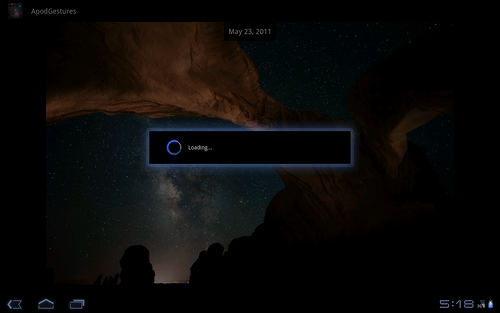 ApodGestures
May 23, 2011
Loading...
5:18